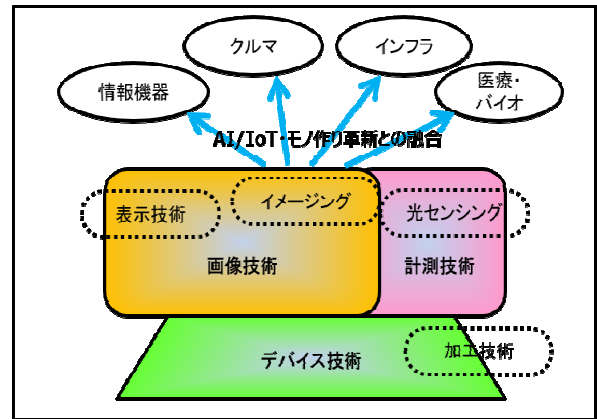 クルマ
インフラ
情報機器
医療・
バイオ
AI/IoT・モノ作り革新との融合
表示技術
イメージング
光センシング
画像技術
計測技術
デバイス技術
加工技術